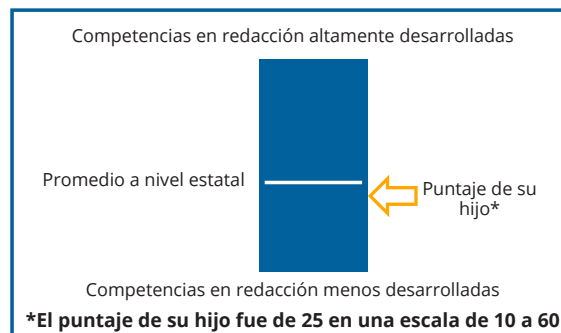 Competencias en redacción altamente desarrolladas
Promedio a nivel estatal
Puntaje de su
hijo*
Competencias en redacción menos desarrolladas
*El puntaje de su hijo fue de 25 en una escala de 10 a 60